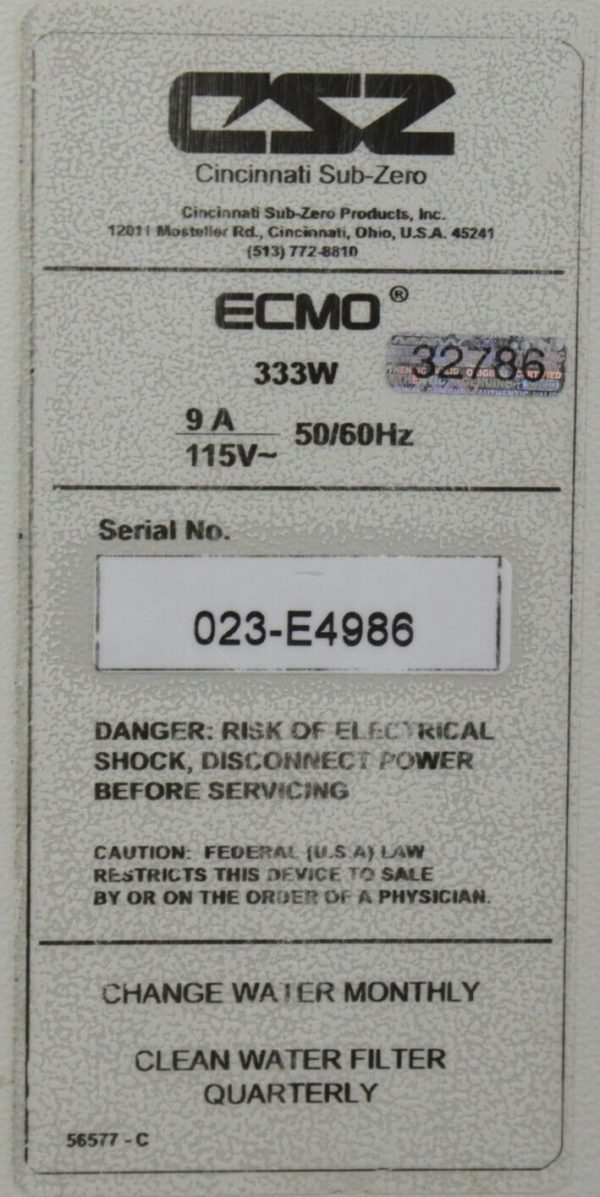 CSZ
Cincinnati Sub-Zero
Cincinnati Sub-Zero Products, Inc.
12011 Mosteller Rd., Cincinnati, Ohio, U.S.A. 45241
(513) 772-8810
ECMO®
32786
333W
9 A
115V~
50/60Hz
Serial No.
023-E4986
DANGER: RISK OF ELECTRICAL
SHOCK, DISCONNECT POWER
BEFORE SERVICING
CAUTION: FEDERAL (U.S.A) LAW
RESTRICTS THIS DEVICE TO SALE
BY OR ON THE ORDER OF A PHYSICIAN.
CHANGE WATER MONTHLY
CLEAN WATER FILTER
QUARTERLY
56577 - C